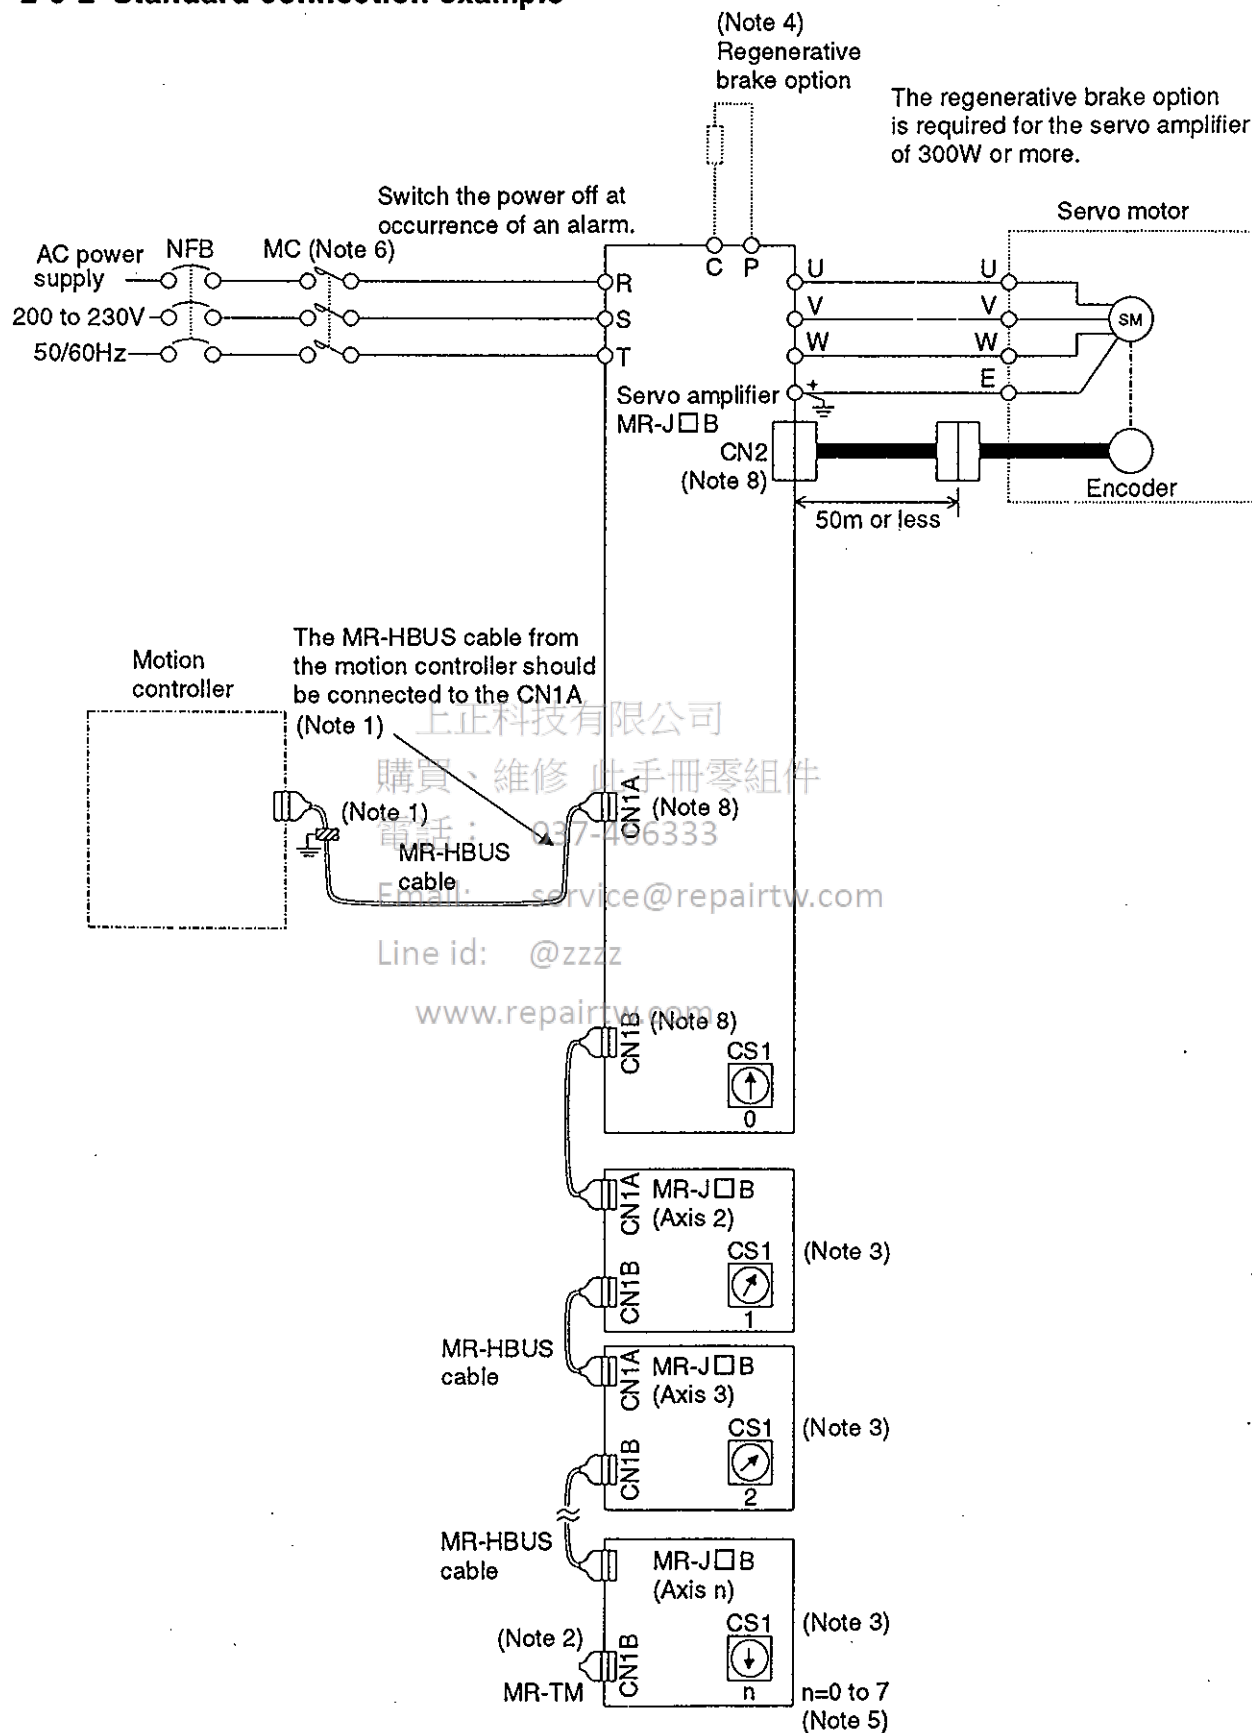 2-3-2 Standard connection example
(Note 4)
Regenerative
brake option
The regenerative brake option
is required for the servo amplifier
of 300W or more.
Switch the power off at
occurrence of an alarm.
Servo motor
AC power
supply
NFB
MC (Note 6)
C P
R
U
U
200 to 230V
S
V
V
SM
50/60Hz
T
W
W
E
Servo amplifier
MR-J□B
CN2
(Note 8)
Encoder
50m or less
Motion
controller
The MR-HBUS cable from
the motion controller should
be connected to the CN1A
(Note 1)
上正科技有限公司
購買、維修 此手冊零組件
(Note 1)
CN1A
(Note 8)
電話: 037-466333
MR-HBUS
cable
Email: service@repairtw.com
Line id: @zzzz
www.repairtw.com
CN1B
(Note 8)
CS1
0
CN1A
MR-J□B
(Axis 2)
CS1
(Note 3)
CN1B
1
MR-HBUS
cable
CN1A
MR-J□B
(Axis 3)
CS1
(Note 3)
CN1B
2
MR-HBUS
cable
MR-J□B
(Axis n)
CS1
(Note 3)
(Note 2)
CN1B
MR-TM
n
n=0 to 7
(Note 5)